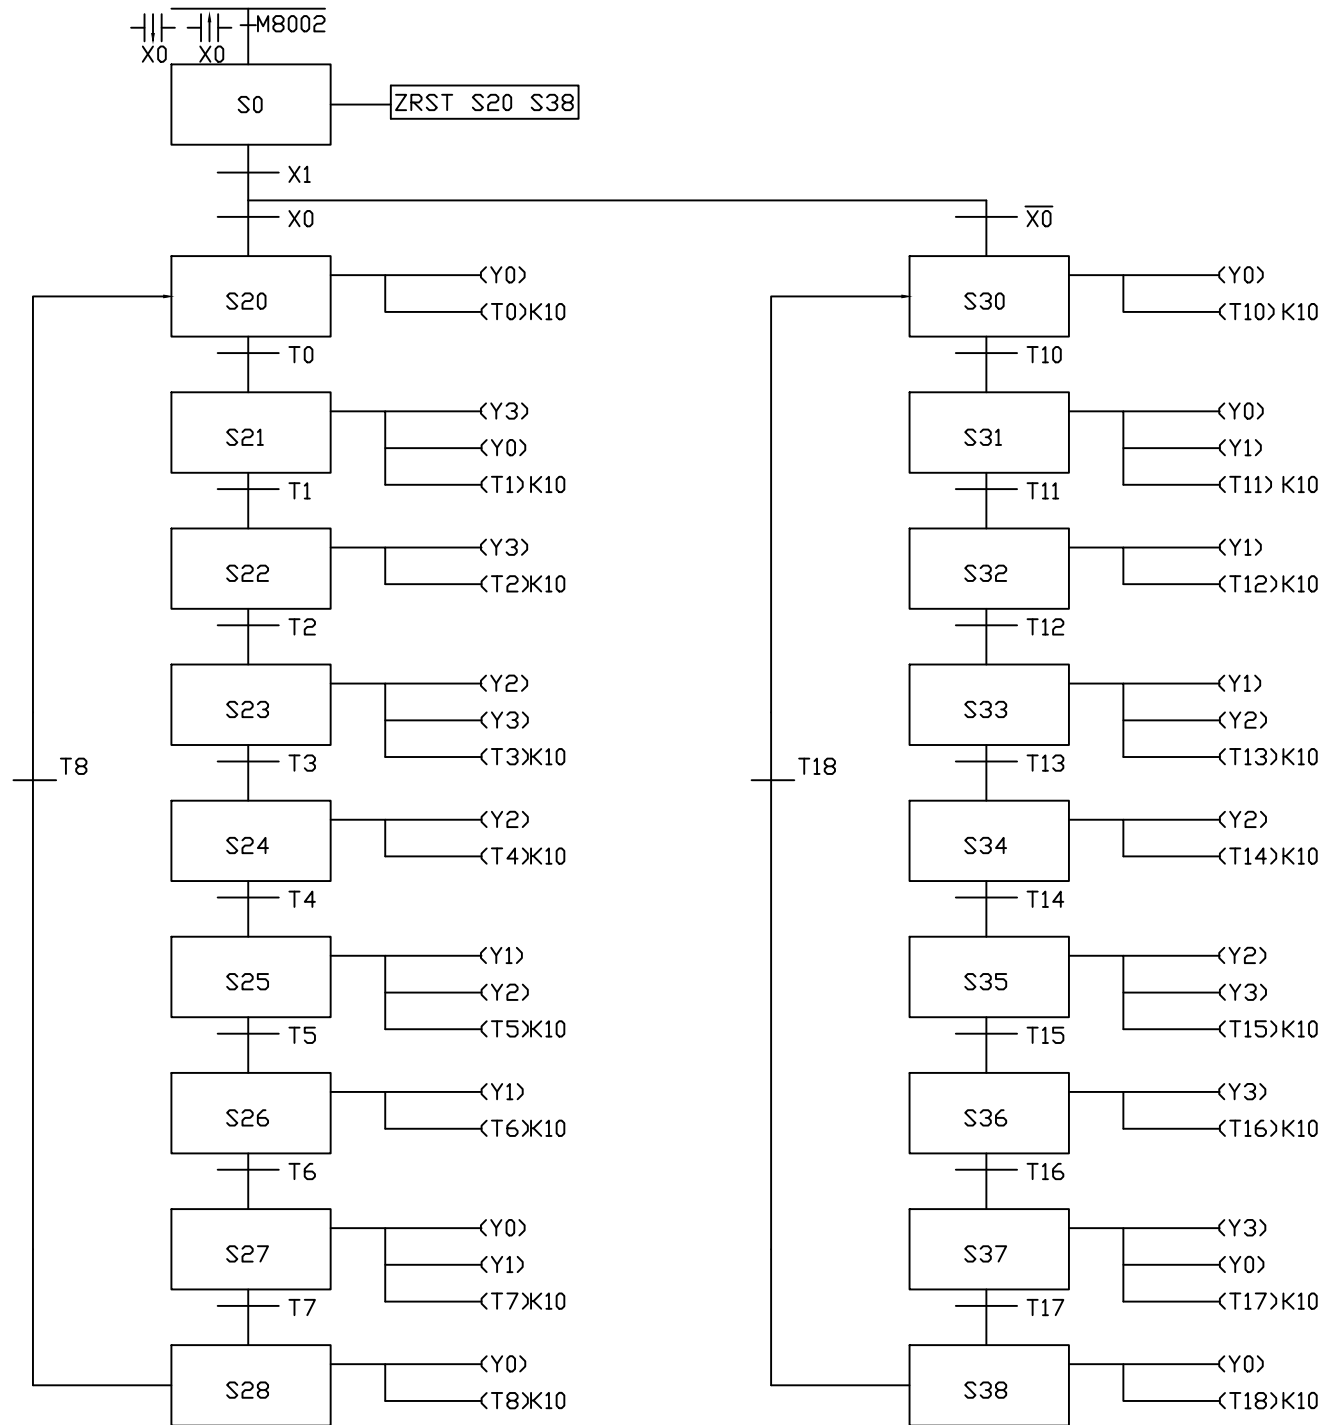 M8002
X0 X0
S0
ZRST S20 S38
X1
X0
X0
S20
(Y0)
(T0)K10
S30
(Y0)
(T10)K10
T0
T10
S21
(Y3)
(Y0)
(T1)K10
S31
(Y0)
(Y1)
(T11)K10
T1
T11
S22
(Y3)
(T2)K10
S32
(Y1)
(T12)K10
T2
T12
S23
(Y2)
(Y3)
(T3)K10
S33
(Y1)
(Y2)
(T13)K10
T8
T3
T18
T13
S24
(Y2)
(T4)K10
S34
(Y2)
(T14)K10
T4
T14
S25
(Y1)
(Y2)
(T5)K10
S35
(Y2)
(Y3)
(T15)K10
T5
T15
S26
(Y1)
(T6)K10
S36
(Y3)
(T16)K10
T6
T16
S27
(Y0)
(Y1)
(T7)K10
S37
(Y3)
(Y0)
(T17)K10
T7
T17
S28
(Y0)
(T8)K10
S38
(Y0)
(T18)K10